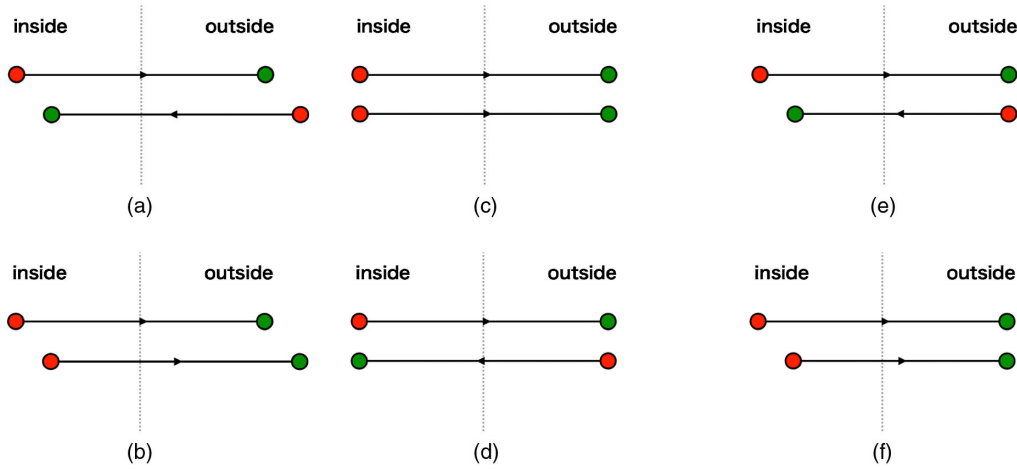 inside outside
inside outside
inside outside
(a)
(c)
(e)
inside outside
inside outside
inside outside
(b)
(d)
(f)